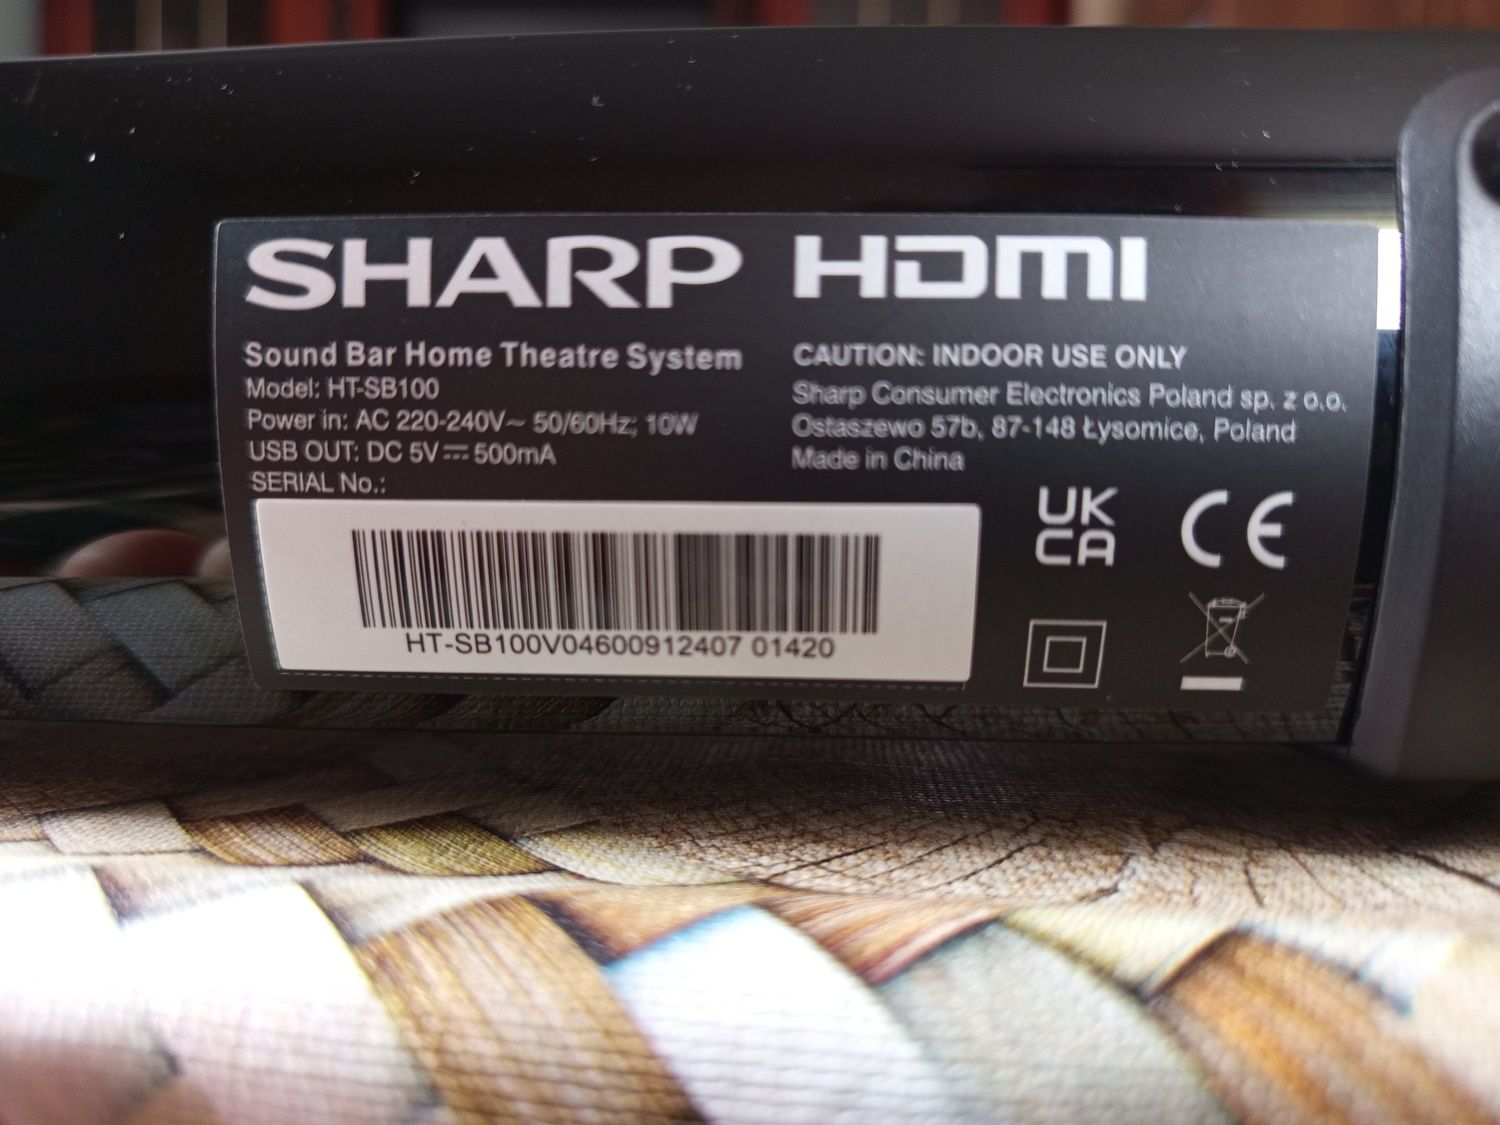 SHARP HDMI
Sound Bar Home Theatre System
Model: HT-SB100
Power in: AC 220-240V~ 50/60Hz; 10W
USB OUT: DC 5V⎓500mA
SERIAL No.:
HT-SB100V04600912407 01420
CAUTION: INDOOR USE ONLY
Sharp Consumer Electronics Poland sp. z o.o.
Ostaszewo 57b, 87-148 Łysomice, Poland
Made in China
UK
CA
CE